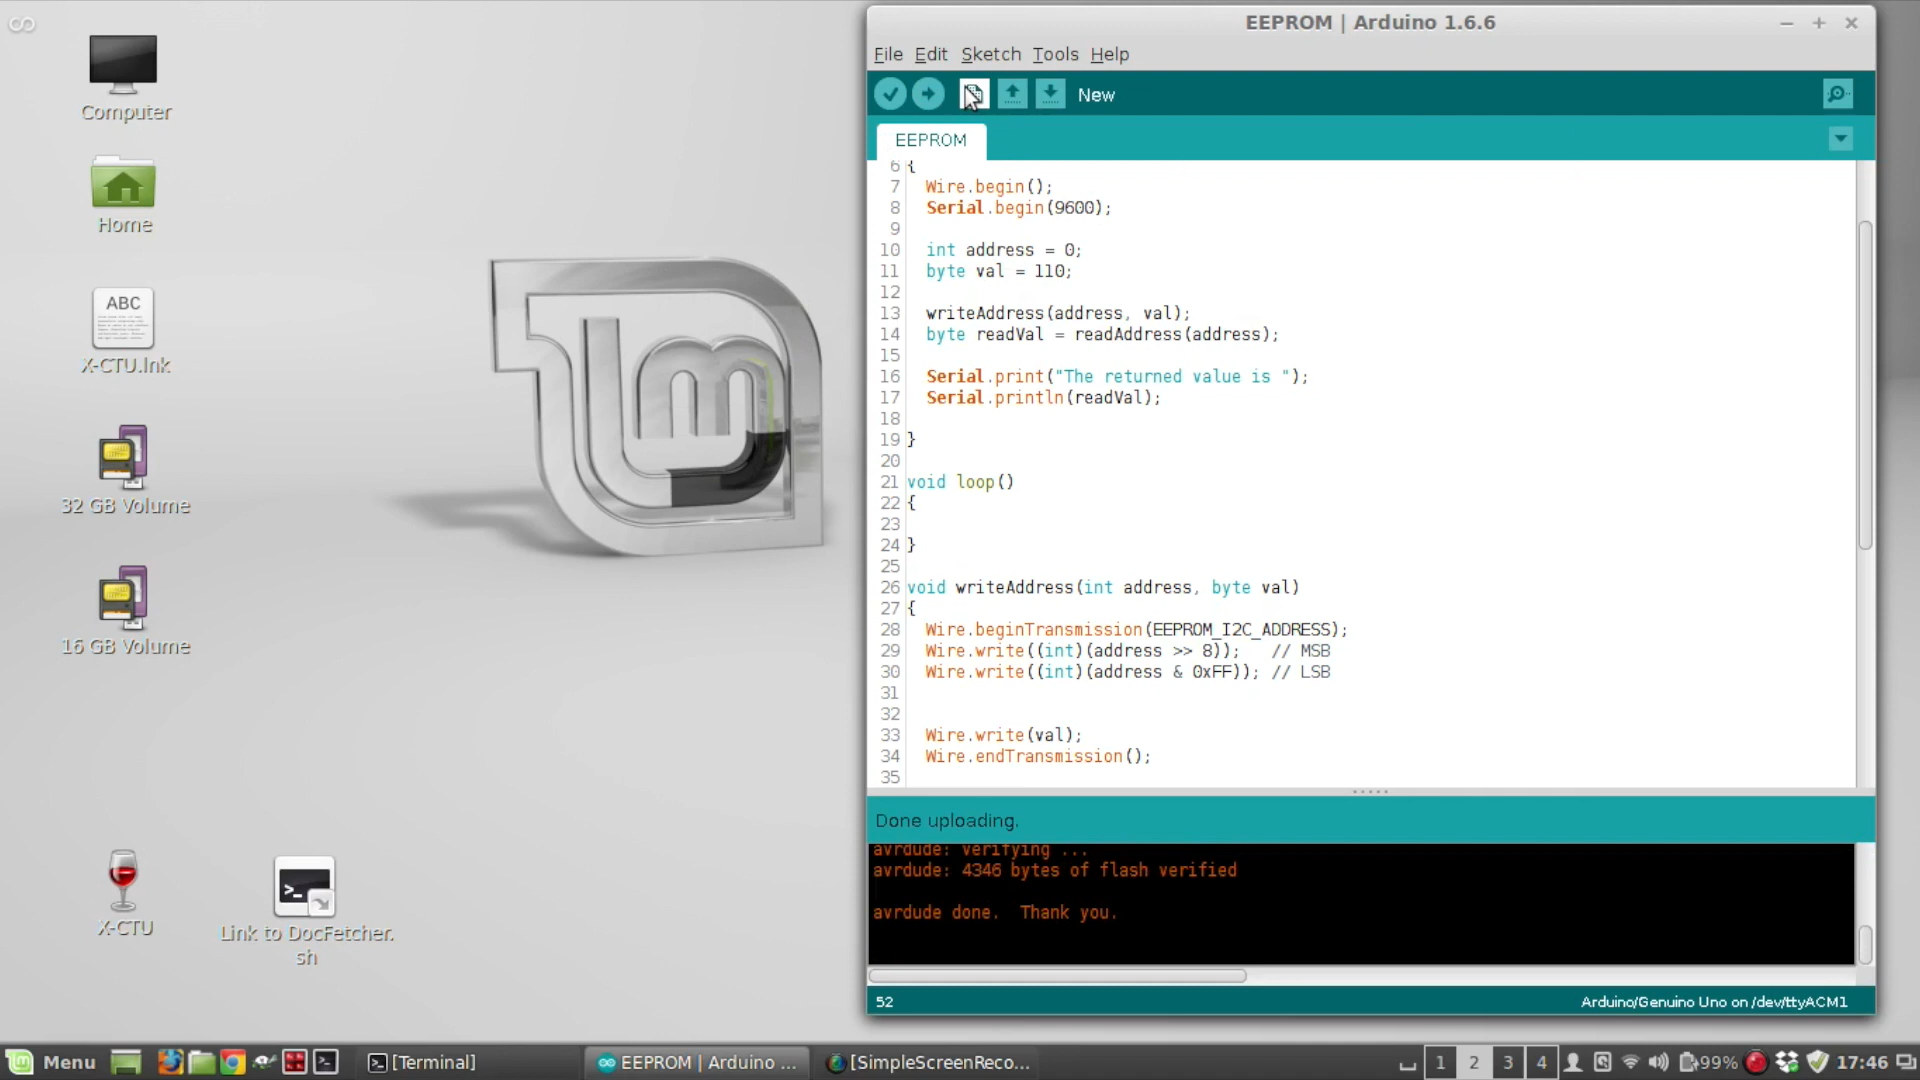 EEPROM | Arduino 1.6.6
File Edit Sketch Tools Help
New
EEPROM
6 {
7 Wire.begin();
8 Serial.begin(9600);
9
10 int address = 0;
11 byte val = 110;
12
13 writeAddress(address, val);
14 byte readVal = readAddress(address);
15
16 Serial.print("The returned value is ");
17 Serial.println(readVal);
18
19 }
20
21 void loop()
22 {
23
24 }
25
26 void writeAddress(int address, byte val)
27 {
28 Wire.beginTransmission(EEPROM_I2C_ADDRESS);
29 Wire.write((int)(address >> 8)); // MSB
30 Wire.write((int)(address & 0xFF)); // LSB
31
32
33 Wire.write(val);
34 Wire.endTransmission();
35
Done uploading.
avrdude: verifying ...
avrdude: 4346 bytes of flash verified
avrdude done. Thank you.
52
Arduino/Genuino Uno on /dev/ttyACM1
Computer
Home
ABC
X-CTU.lnk
32 GB Volume
16 GB Volume
X-CTU
Link to DocFetcher.
sh
Menu
[Terminal]
EEPROM | Arduino ...
[SimpleScreenReco...
1 2 3 4
99%
17:46